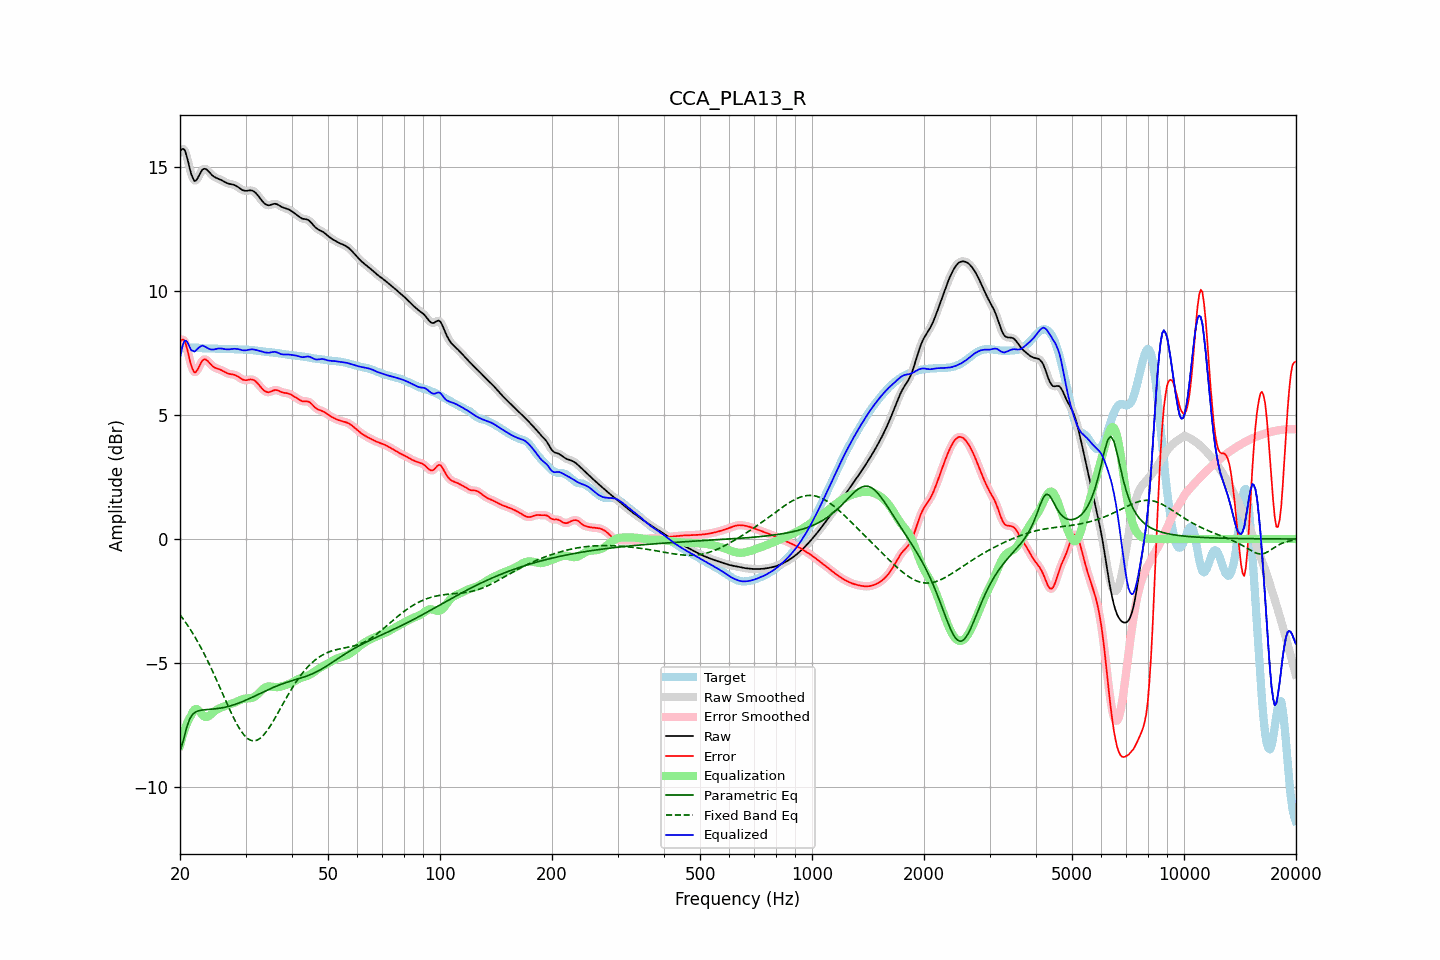 CCA_PLA13_R
Amplitude (dBr)
15
10
5
0
−5
−10
20
50
100
200
500
1000
2000
5000
10000
20000
Frequency (Hz)
Target
Raw Smoothed
Error Smoothed
Raw
Error
Equalization
Parametric Eq
Fixed Band Eq
Equalized